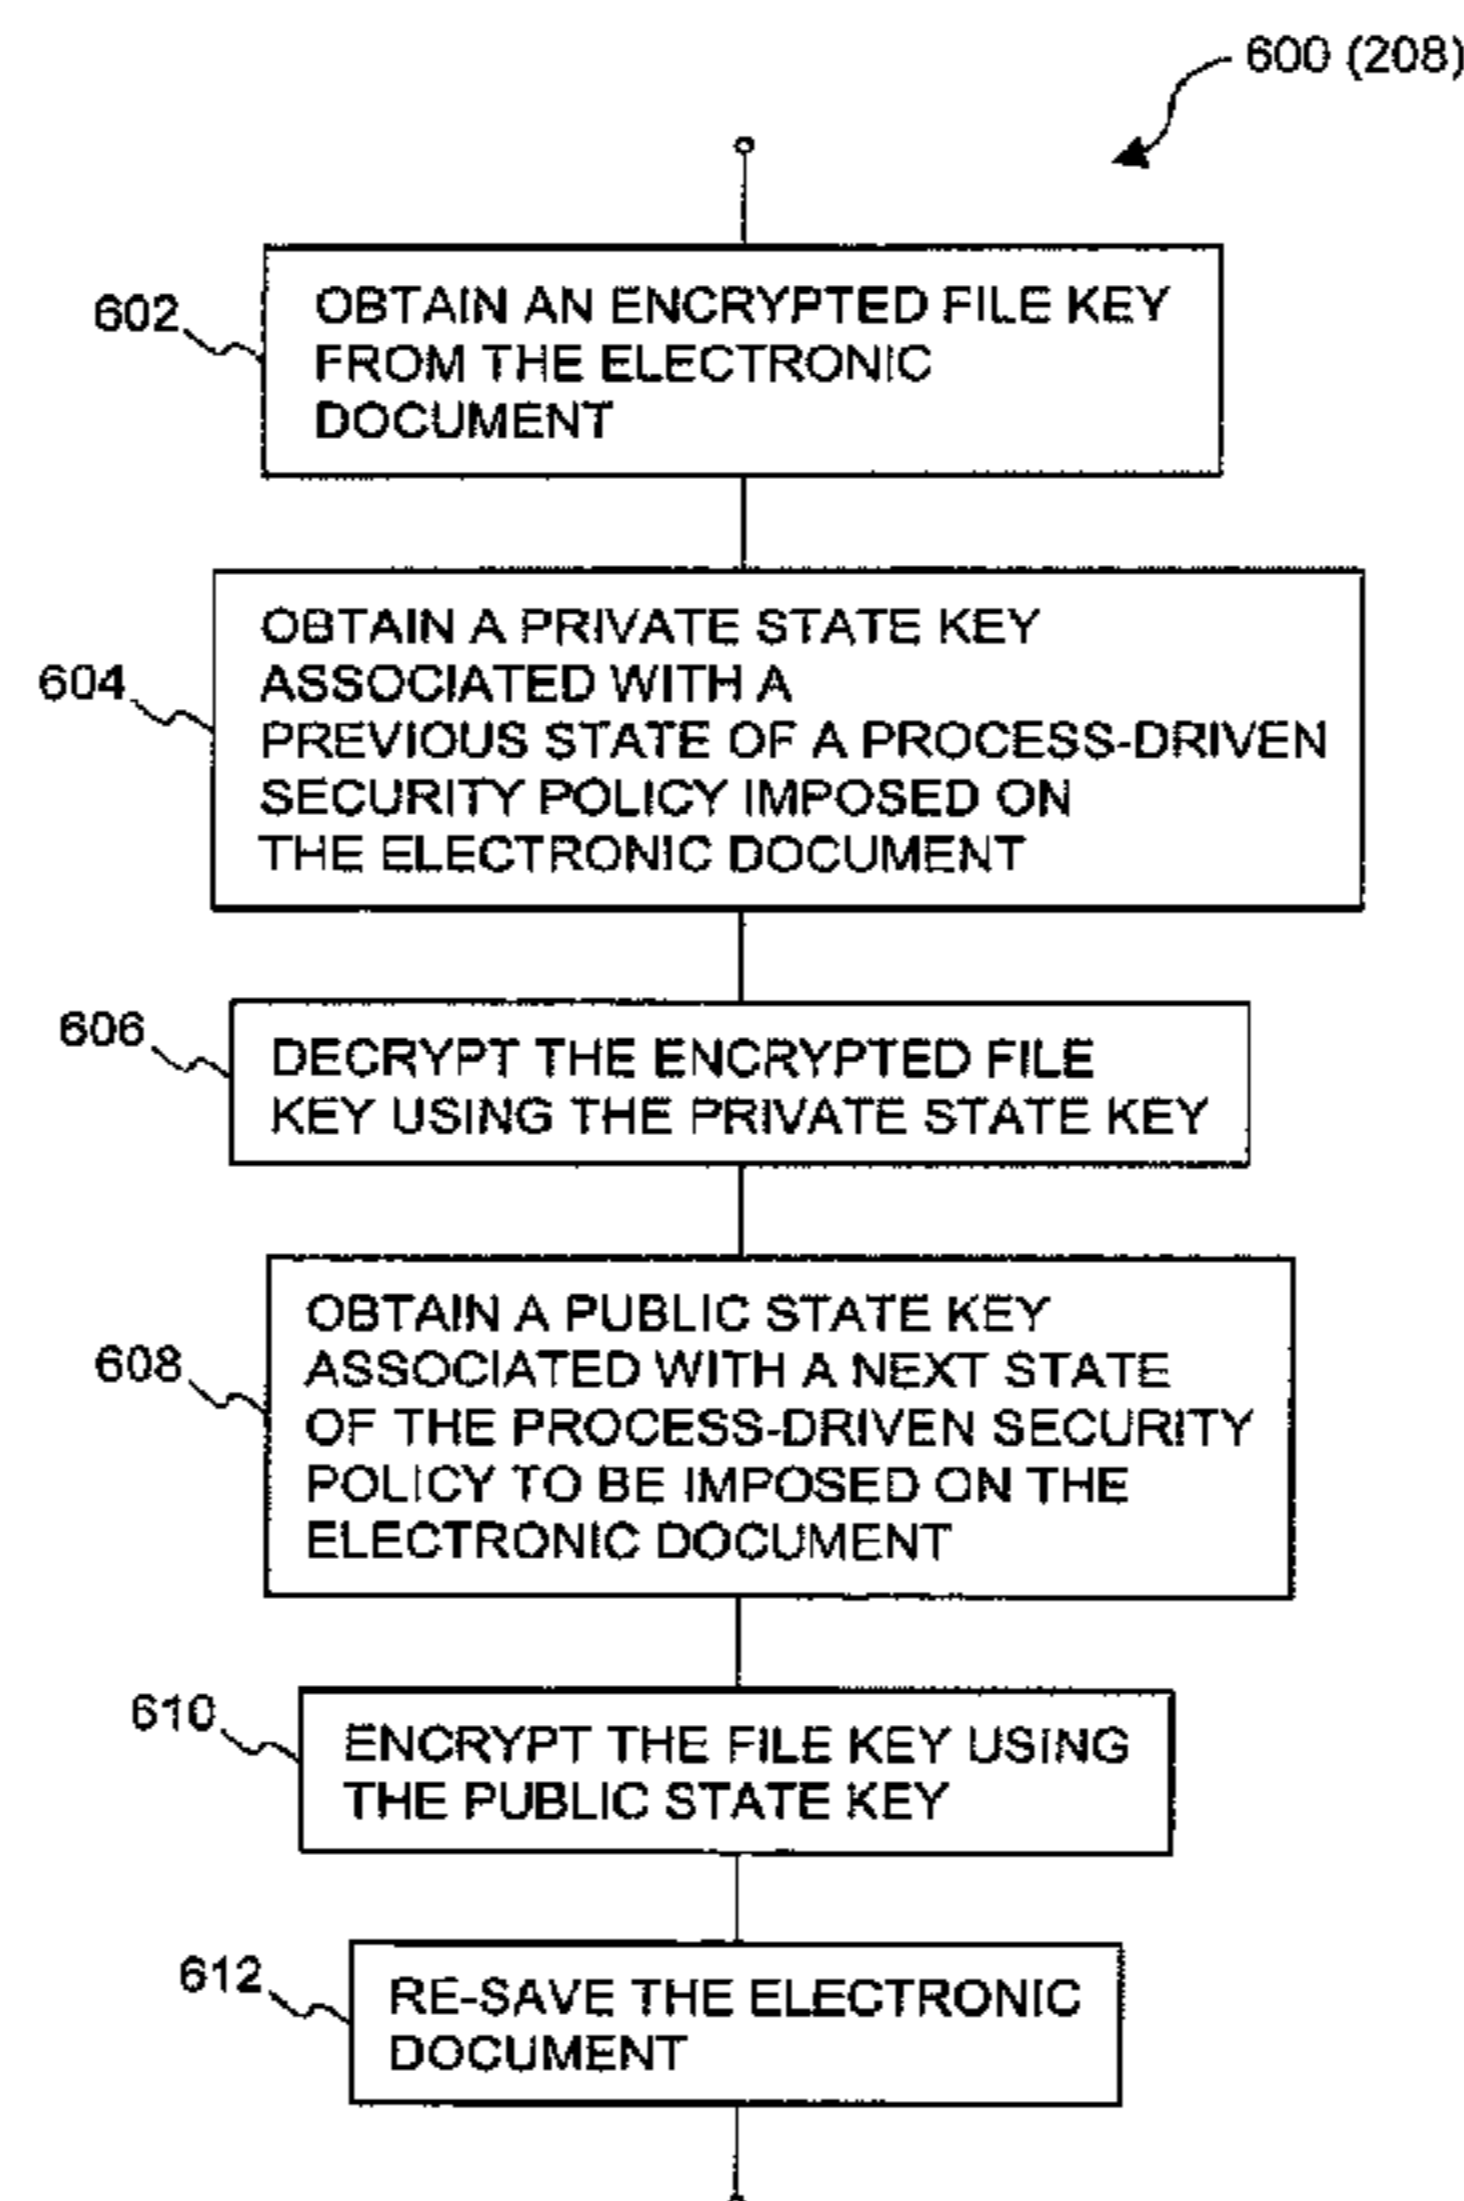 600 (208)
602
OBTAIN AN ENCRYPTED FILE KEY
FROM THE ELECTRONIC
DOCUMENT
604
OBTAIN A PRIVATE STATE KEY
ASSOCIATED WITH A
PREVIOUS STATE OF A PROCESS-DRIVEN
SECURITY POLICY IMPOSED ON
THE ELECTRONIC DOCUMENT
606
DECRYPT THE ENCRYPTED FILE
KEY USING THE PRIVATE STATE KEY
608
OBTAIN A PUBLIC STATE KEY
ASSOCIATED WITH A NEXT STATE
OF THE PROCESS-DRIVEN SECURITY
POLICY TO BE IMPOSED ON THE
ELECTRONIC DOCUMENT
610
ENCRYPT THE FILE KEY USING
THE PUBLIC STATE KEY
612
RE-SAVE THE ELECTRONIC
DOCUMENT